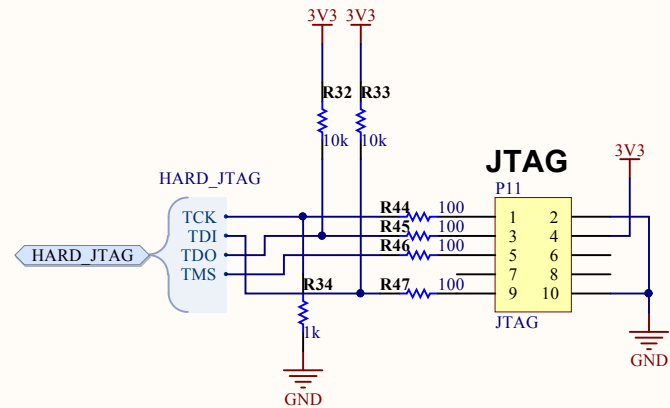 3V3 3V3
R32 R33
10k 10k
JTAG
3V3
HARD_JTAG
P11
TCK
TDI
TDO
TMS
HARD_JTAG
R44 100
R45 100
R46 100
R47 100
R34
1k
1 2
3 4
5 6
7 8
9 10
JTAG
GND
GND